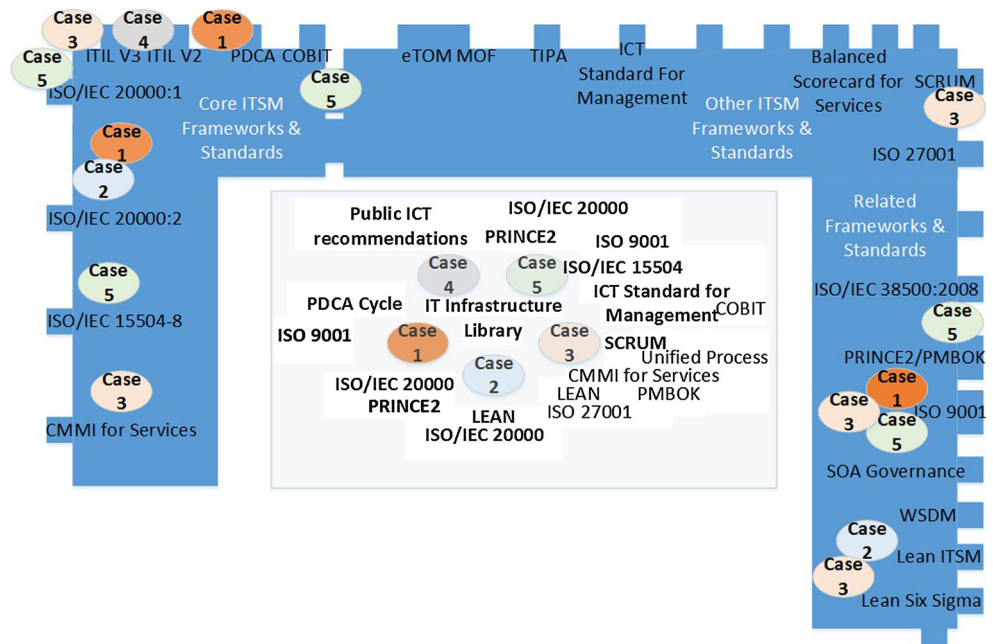 Case
3
Case
4
Case
1
Case
5
ITIL V3 ITIL V2
PDCA COBIT
eTOM MOF
TIPA
ICT
Standard For
Management
Balanced
Scorecard for
Services
SCRUM
Case
3
Case
5
ISO/IEC 20000:1
Core ITSM
Frameworks &
Standards
Other ITSM
Frameworks &
Standards
Case
1
Case
2
ISO 27001
ISO/IEC 20000:2
Related
Frameworks &
Standards
Case
5
ISO/IEC 15504-8
Case
3
CMMI for Services
Public ICT
recommendations
ISO/IEC 20000
PRINCE2
ISO 9001
Case
4
Case
5
ISO/IEC 15504
PDCA Cycle
IT Infrastructure
Library
ICT Standard for
Management
COBIT
ISO 9001
Case
1
Case
3
SCRUM
Unified Process
Case
2
CMMI for Services
ISO/IEC 20000
PRINCE2
LEAN
PMBOK
LEAN
ISO 27001
ISO/IEC 20000
ISO/IEC 38500:2008
Case
5
PRINCE2/PMBOK
Case
1
Case
3
ISO 9001
Case
5
SOA Governance
WSDM
Case
2
Lean ITSM
Case
3
Lean Six Sigma